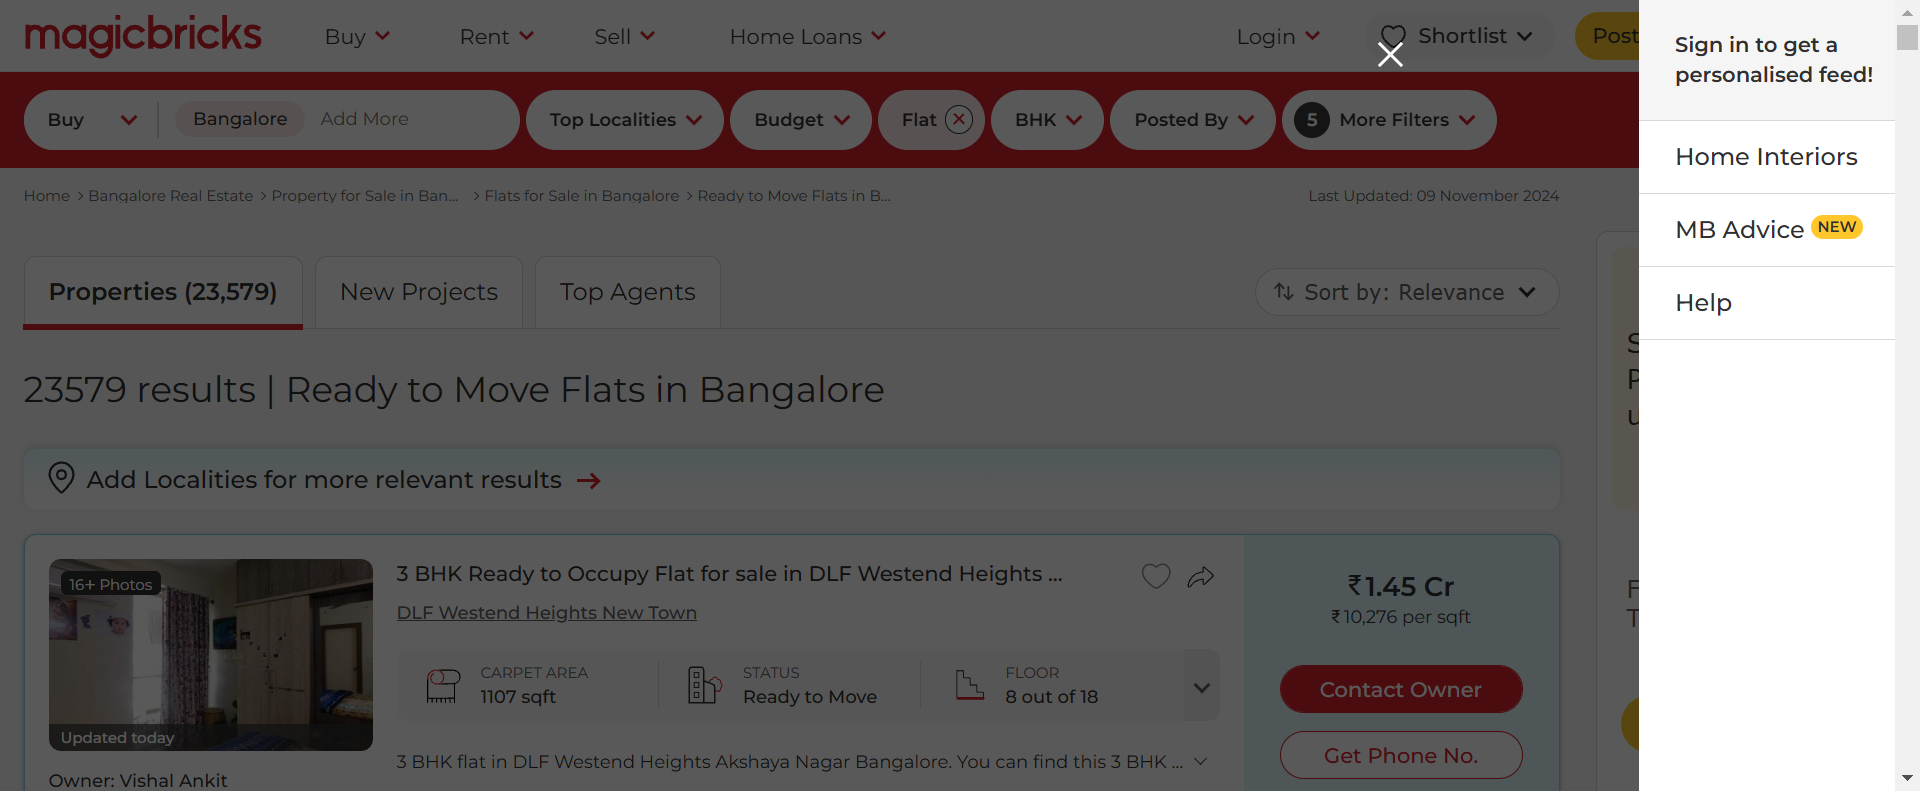 magicbricks
Buy
Rent
Sell
Home Loans
Login
Shortlist
Post
Sign in to get a
personalised feed!
Buy
Bangalore
Add More
Top Localities
Budget
Flat
BHK
Posted By
5
More Filters
Home Interiors
Home
Bangalore Real Estate
Property for Sale in Ban...
Flats for Sale in Bangalore
Ready to Move Flats in B...
Last Updated: 09 November 2024
MB Advice NEW
Properties (23,579)
New Projects
Top Agents
Sort by: Relevance
Help
23579 results | Ready to Move Flats in Bangalore
Add Localities for more relevant results
16+ Photos
Updated today
Owner: Vishal Ankit
3 BHK Ready to Occupy Flat for sale in DLF Westend Heights ...
DLF Westend Heights New Town
CARPET AREA
1107 sqft
STATUS
Ready to Move
FLOOR
8 out of 18
3 BHK flat in DLF Westend Heights Akshaya Nagar Bangalore. You can find this 3 BHK ...
₹1.45 Cr
₹10,276 per sqft
Contact Owner
Get Phone No.